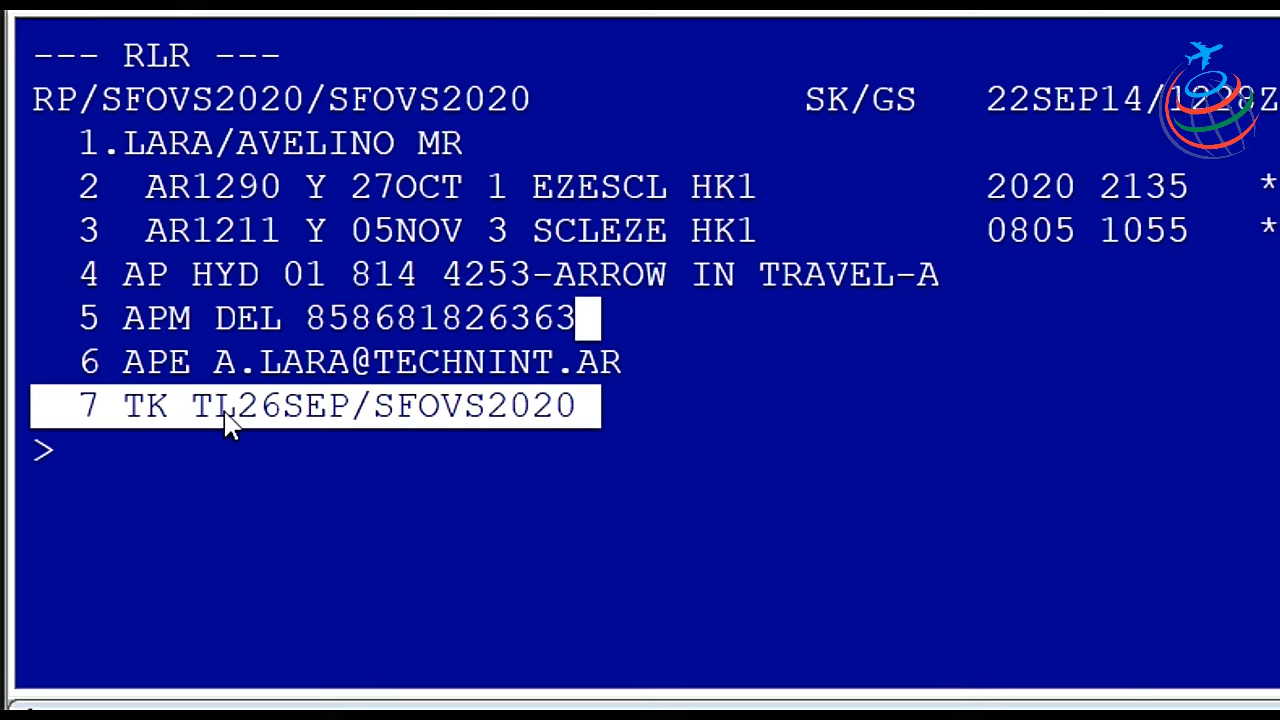 --- RLR ---
RP/SFOVS2020/SFOVS2020 SK/GS 22SEP14/1228Z
1.LARA/AVELINO MR
2 AR1290 Y 27OCT 1 EZESCL HK1 2020 2135 *
3 AR1211 Y 05NOV 3 SCLEZE HK1 0805 1055 *
4 AP HYD 01 814 4253-ARROW IN TRAVEL-A
5 APM DEL 858681826363
6 APE A.LARA@TECHNINT.AR
7 TK TL26SEP/SFOVS2020
>